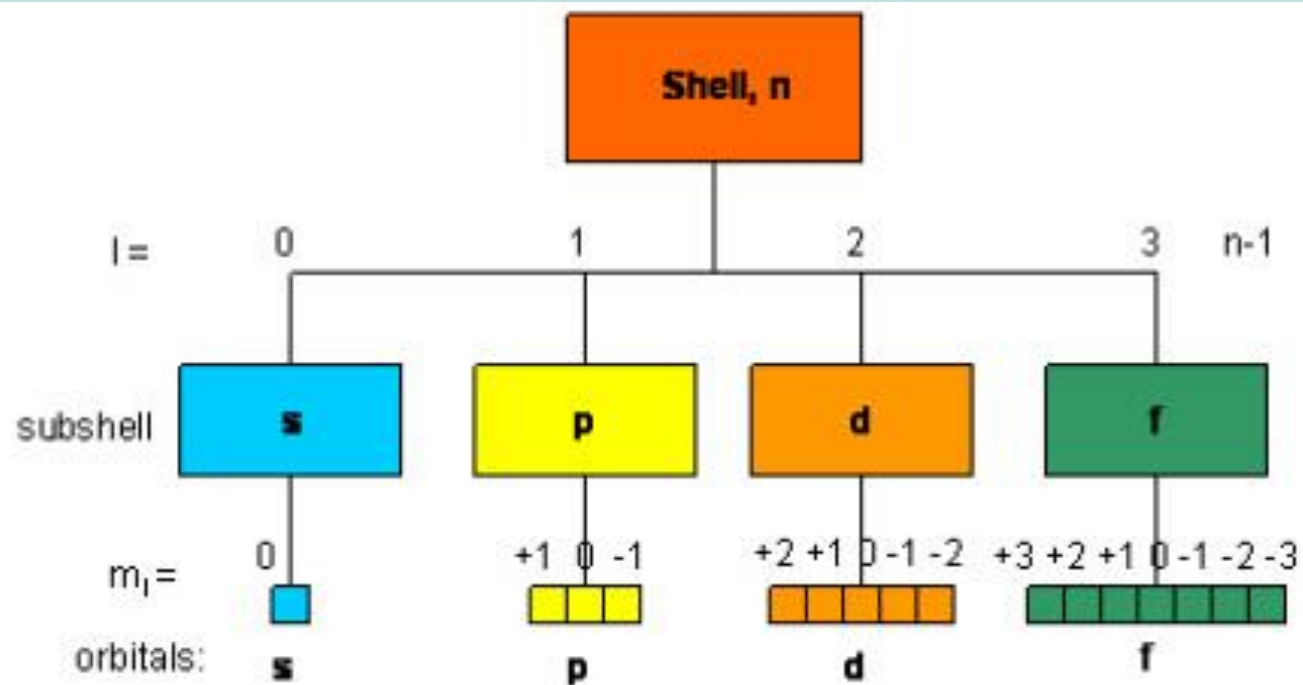 Shell, n
l = 0 1 2 3 n-1
subshell s p d f
mₗ = 0 +1 0 -1 +2 +1 0 -1 -2 +3 +2 +1 0 -1 -2 -3
orbitals: s p d f